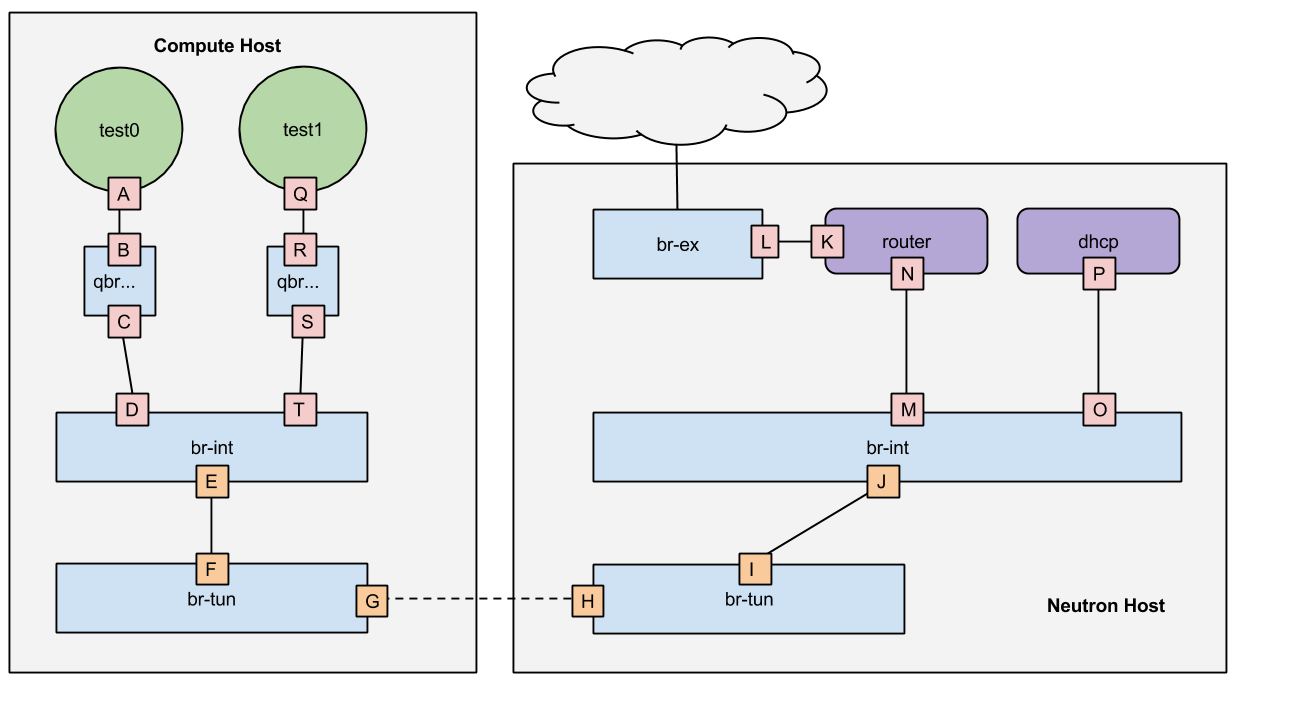 Compute Host
test0
test1
A
Q
B
R
qbr...
qbr...
C
S
D
T
br-int
E
F
br-tun
G
br-ex
L
K
router
dhcp
N
P
M
O
br-int
J
I
H
br-tun
Neutron Host